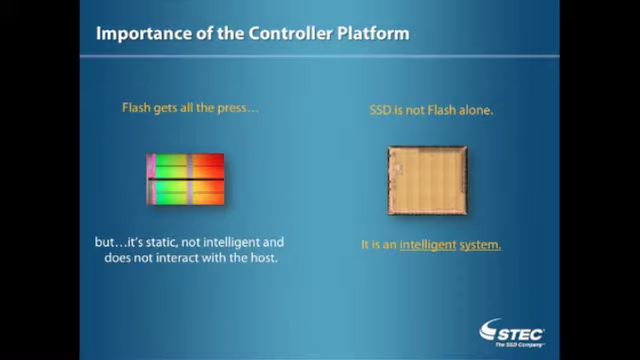 Importance of the Controller Platform
Flash gets all the press…
SSD is not Flash alone.
but…it's static, not intelligent and
does not interact with the host.
It is an intelligent system.
STEC
The SSD Company™